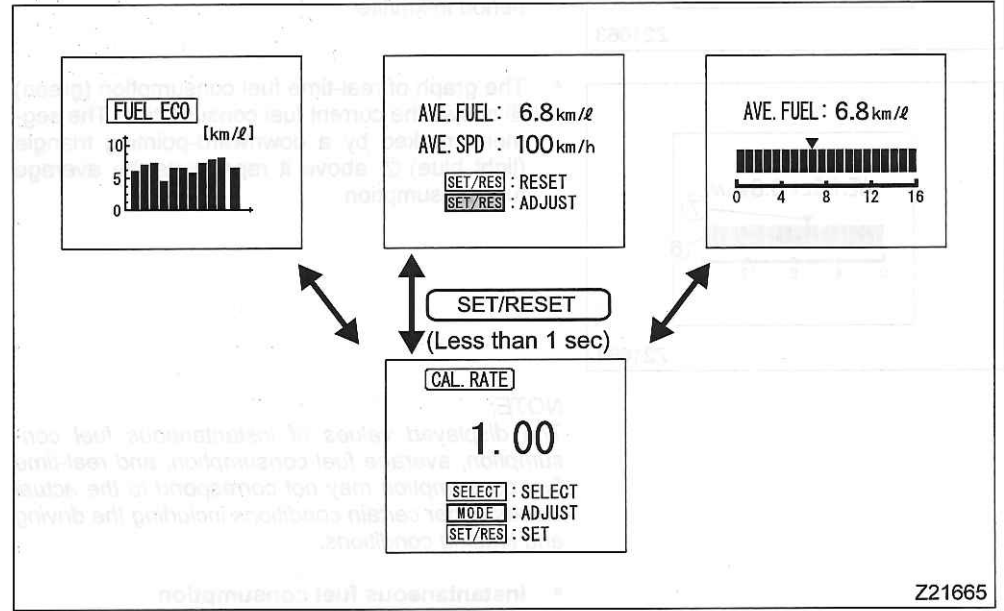 FUEL ECO
[km/ℓ]
10
5
0
AVE. FUEL: 6.8 km/ℓ
AVE. SPD 100 km/h
SET/RES : RESET
SET/RES : ADJUST
AVE. FUEL: 6.8 km/ℓ
0 4 8 12 16
SET/RESET
(Less than 1 sec)
CAL. RATE
1.00
SELECT : SELECT
MODE : ADJUST
SET/RES : SET
Z21665